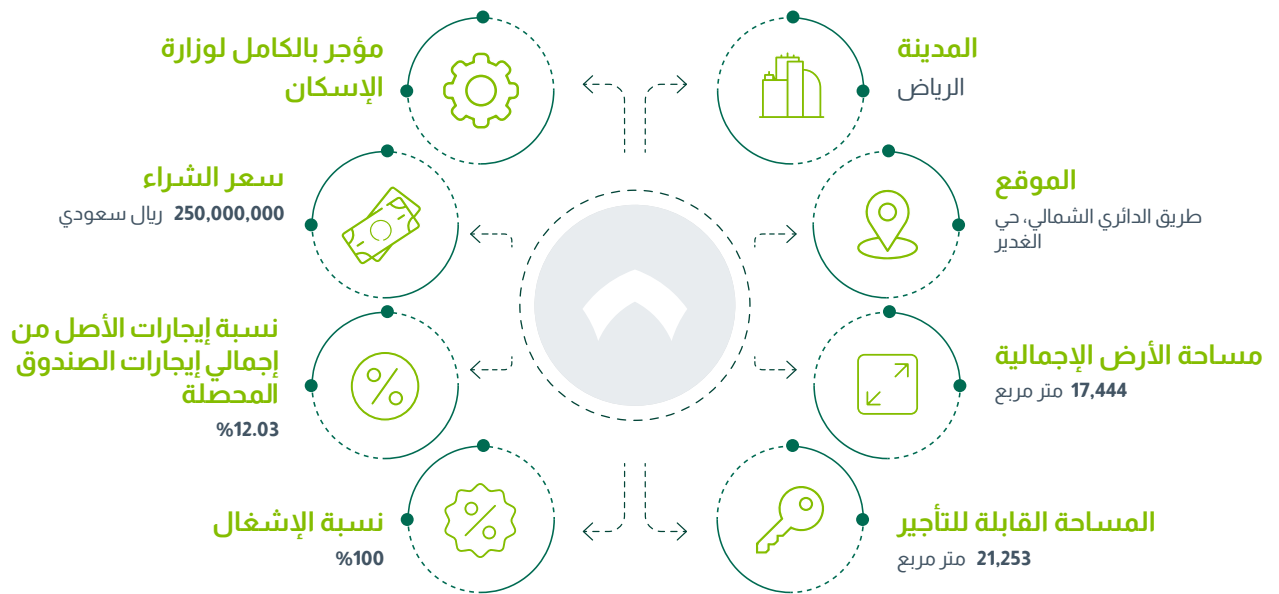 المدينة
الرياض
الموقع
طريق الدائري الشمالي، حي
الغدير
مساحة الأرض الإجمالية
17,444 متر مربع
المساحة القابلة للتأجير
21,253 متر مربع
مؤجر بالكامل لوزارة
الإسكان
سعر الشراء
250,000,000 ريال سعودي
نسبة إيجارات الأصل من
إجمالي إيجارات الصندوق
المحصلة
%12.03
نسبة الإشغال
%100